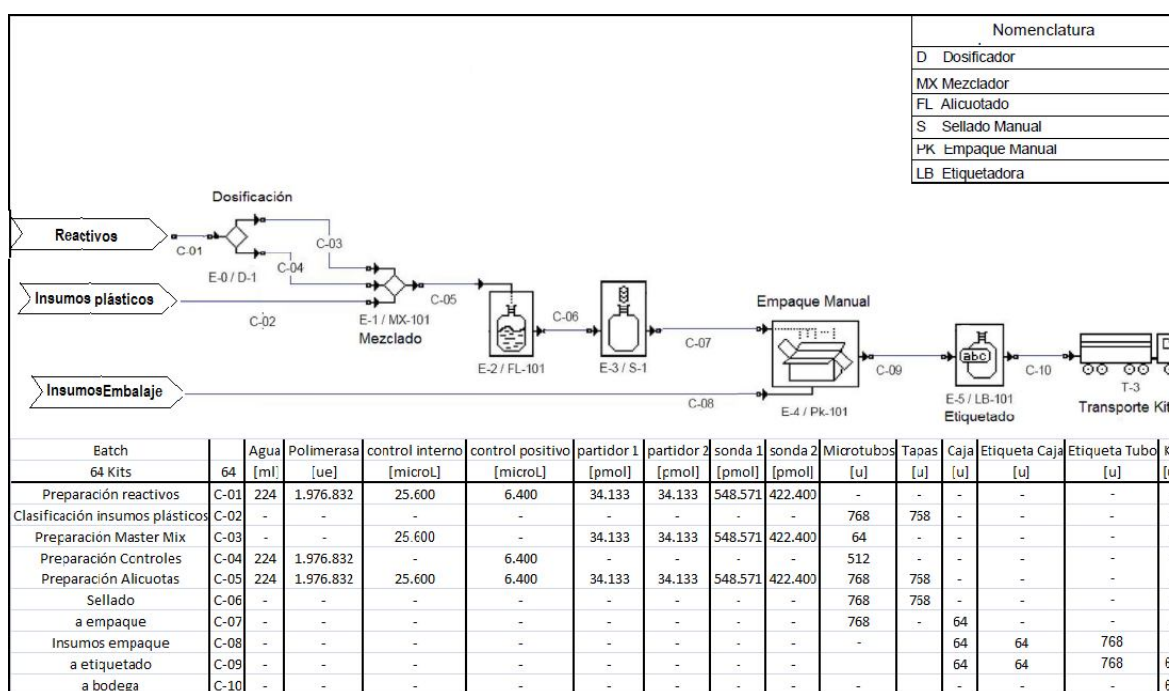 Nomenclatura
D Dosificador
MX Mezclador
FL Alicuotado
S Sellado Manual
PK Empaque Manual
LB Etiquetadora
Dosificación
Reactivos
C-01
C-03
C-04
E-0 / D-1
Insumos plásticos
C-02
E-1 / MX-101
Mezclado
C-05
E-2 / FL-101
C-06
E-3 / S-1
C-07
Empaque Manual
E-4 / Pk-101
C-08
InsumosEmbalaje
C-09
abc
E-5 / LB-101
Etiquetado
C-10
T-3
Transporte Kit
Batch Agua Polimerasa control interno control positivo partidor 1 partidor 2 sonda 1 sonda 2 Microtubos Tapas Caja Etiqueta Caja Etiqueta Tubo K
64 Kits 64 [ml] [ue] [microL] [microL] [pmol] [pmol] [pmol] [pmol] [u] [u] [u] [u] [u]
Preparación reactivos C-01 224 1.976.832 25.600 6.400 34.133 34.133 548.571 422.400 - - - - -
Clasificación insumos plásticos C-02 - - - - - - - - 768 768 - - -
Preparación Master Mix C-03 - - 25.600 34.133 34.133 548.571 422.400 64 - - - -
Preparación Controles C-04 224 1.976.832 - 6.400 - - - - 512 - - -
Preparación Alicuotas C-05 224 1.976.832 25.600 6.400 34.133 34.133 548.571 422.400 768 768 - - -
Sellado C-06 - - - - - - - - 768 768 - - -
a empaque C-07 - - - - - - - - 768 - 64 - -
Insumos empaque C-08 - - - - - - - - - 64 64 768
a etiquetado C-09 - - - - - - - - 64 64 768 6
a bodega C-10 - - - - - - - - - - - - - 6